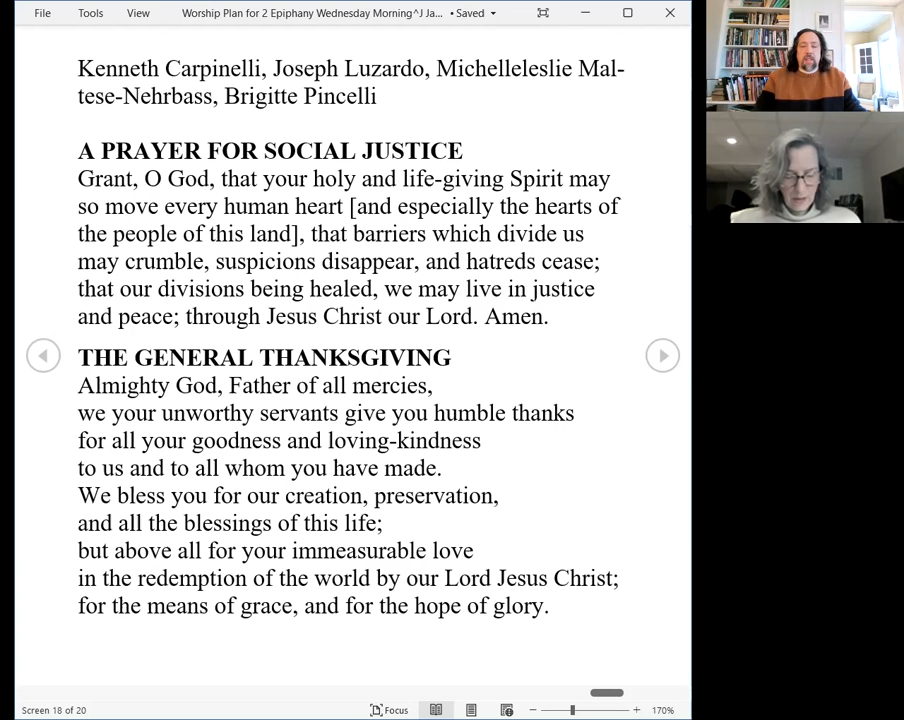 File Tools View Worship Plan for 2 Epiphany Wednesday Morning^J Ja... • Saved
Kenneth Carpinelli, Joseph Luzardo, Michelleleslie Mal-
tese-Nehrbass, Brigitte Pincelli
A PRAYER FOR SOCIAL JUSTICE
Grant, O God, that your holy and life-giving Spirit may
so move every human heart [and especially the hearts of
the people of this land], that barriers which divide us
may crumble, suspicions disappear, and hatreds cease;
that our divisions being healed, we may live in justice
and peace; through Jesus Christ our Lord. Amen.
THE GENERAL THANKSGIVING
Almighty God, Father of all mercies,
we your unworthy servants give you humble thanks
for all your goodness and loving-kindness
to us and to all whom you have made.
We bless you for our creation, preservation,
and all the blessings of this life;
but above all for your immeasurable love
in the redemption of the world by our Lord Jesus Christ;
for the means of grace, and for the hope of glory.
Screen 18 of 20 Focus 170%